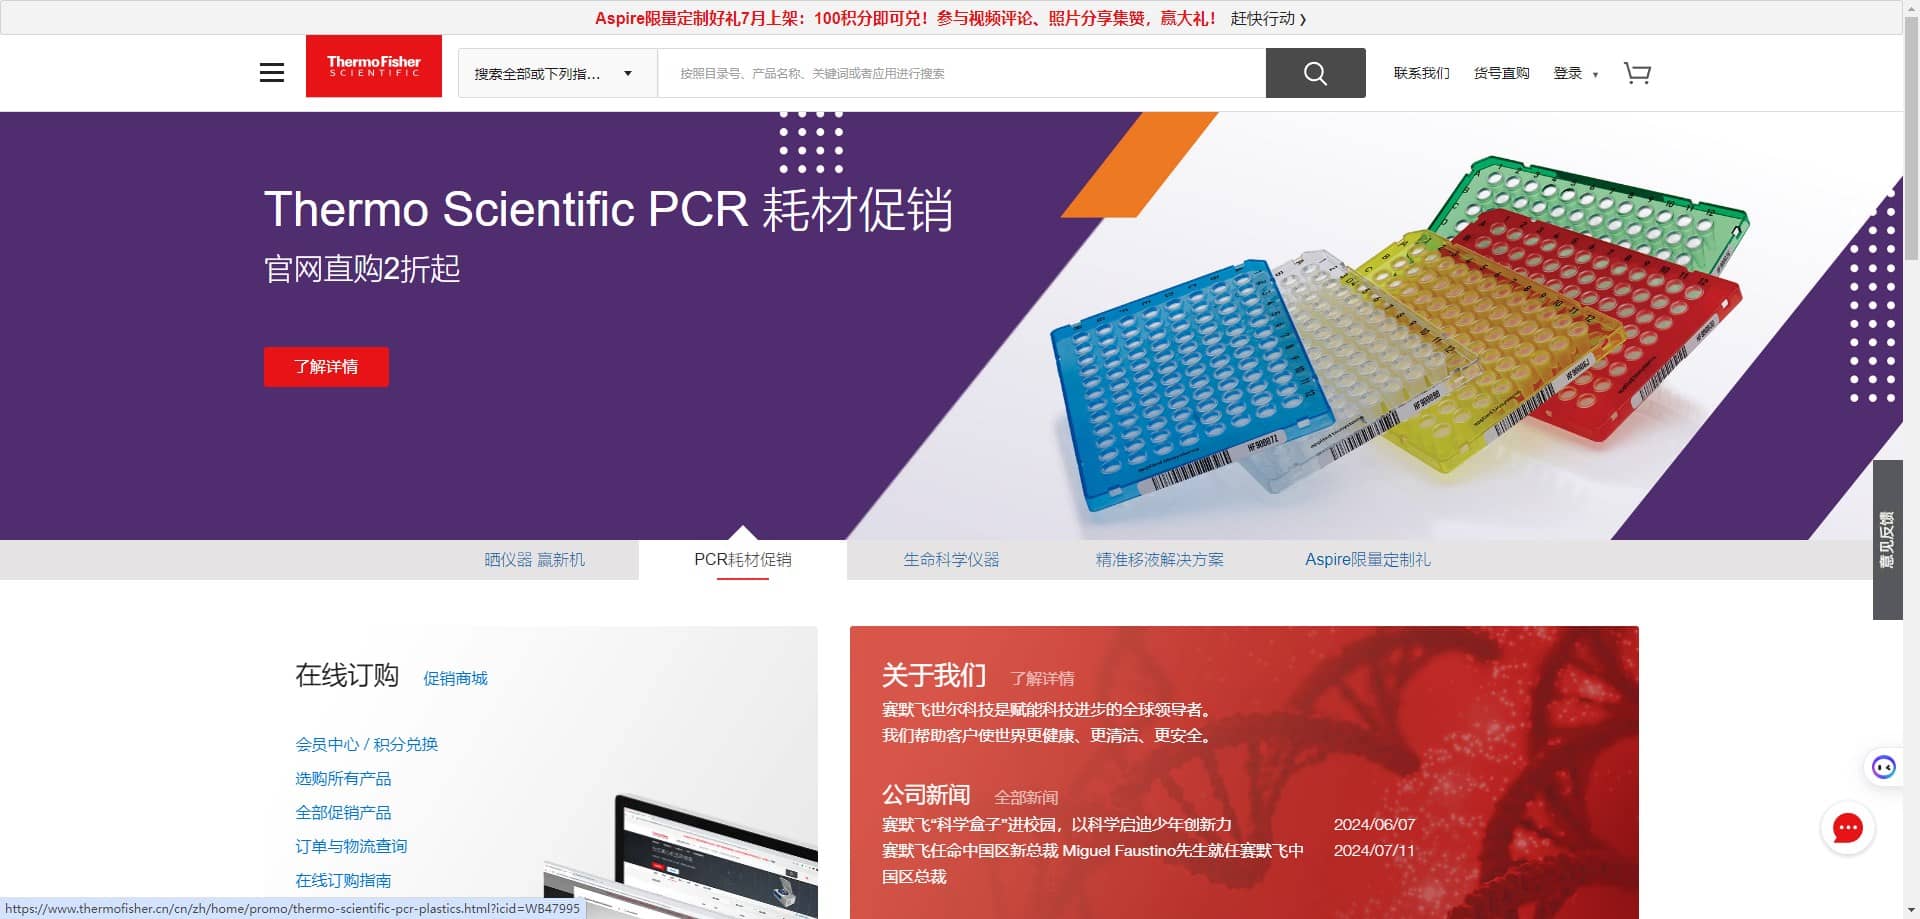 Aspire限量定制好礼7月上架：100积分即可兑！参与视频评论、照片分享集赞，赢大礼！ 赶快行动 ›
ThermoFisher
SCIENTIFIC
搜索全部或下列指...
按照目录号、产品名称、关键词或者应用进行搜索
联系我们 货号直购 登录
Thermo Scientific PCR 耗材促销
官网直购2折起
了解详情
HF90007Z
HF900080
晒仪器 赢新机 PCR耗材促销 生命科学仪器 精准移液解决方案 Aspire限量定制礼
意见反馈
在线订购 促销商城
会员中心 / 积分兑换
选购所有产品
全部促销产品
订单与物流查询
在线订购指南
关于我们 了解详情
赛默飞世尔科技是赋能科技进步的全球领导者。
我们帮助客户使世界更健康、更清洁、更安全。
公司新闻 全部新闻
赛默飞“科学盒子”进校园，以科学启迪少年创新力 2024/06/07
赛默飞任命中国区新总裁 Miguel Faustino先生就任赛默飞中 2024/07/11
国区总裁
https://www.thermofisher.cn/cn/zh/home/promo/thermo-scientific-pcr-plastics.html?icid=WB47995